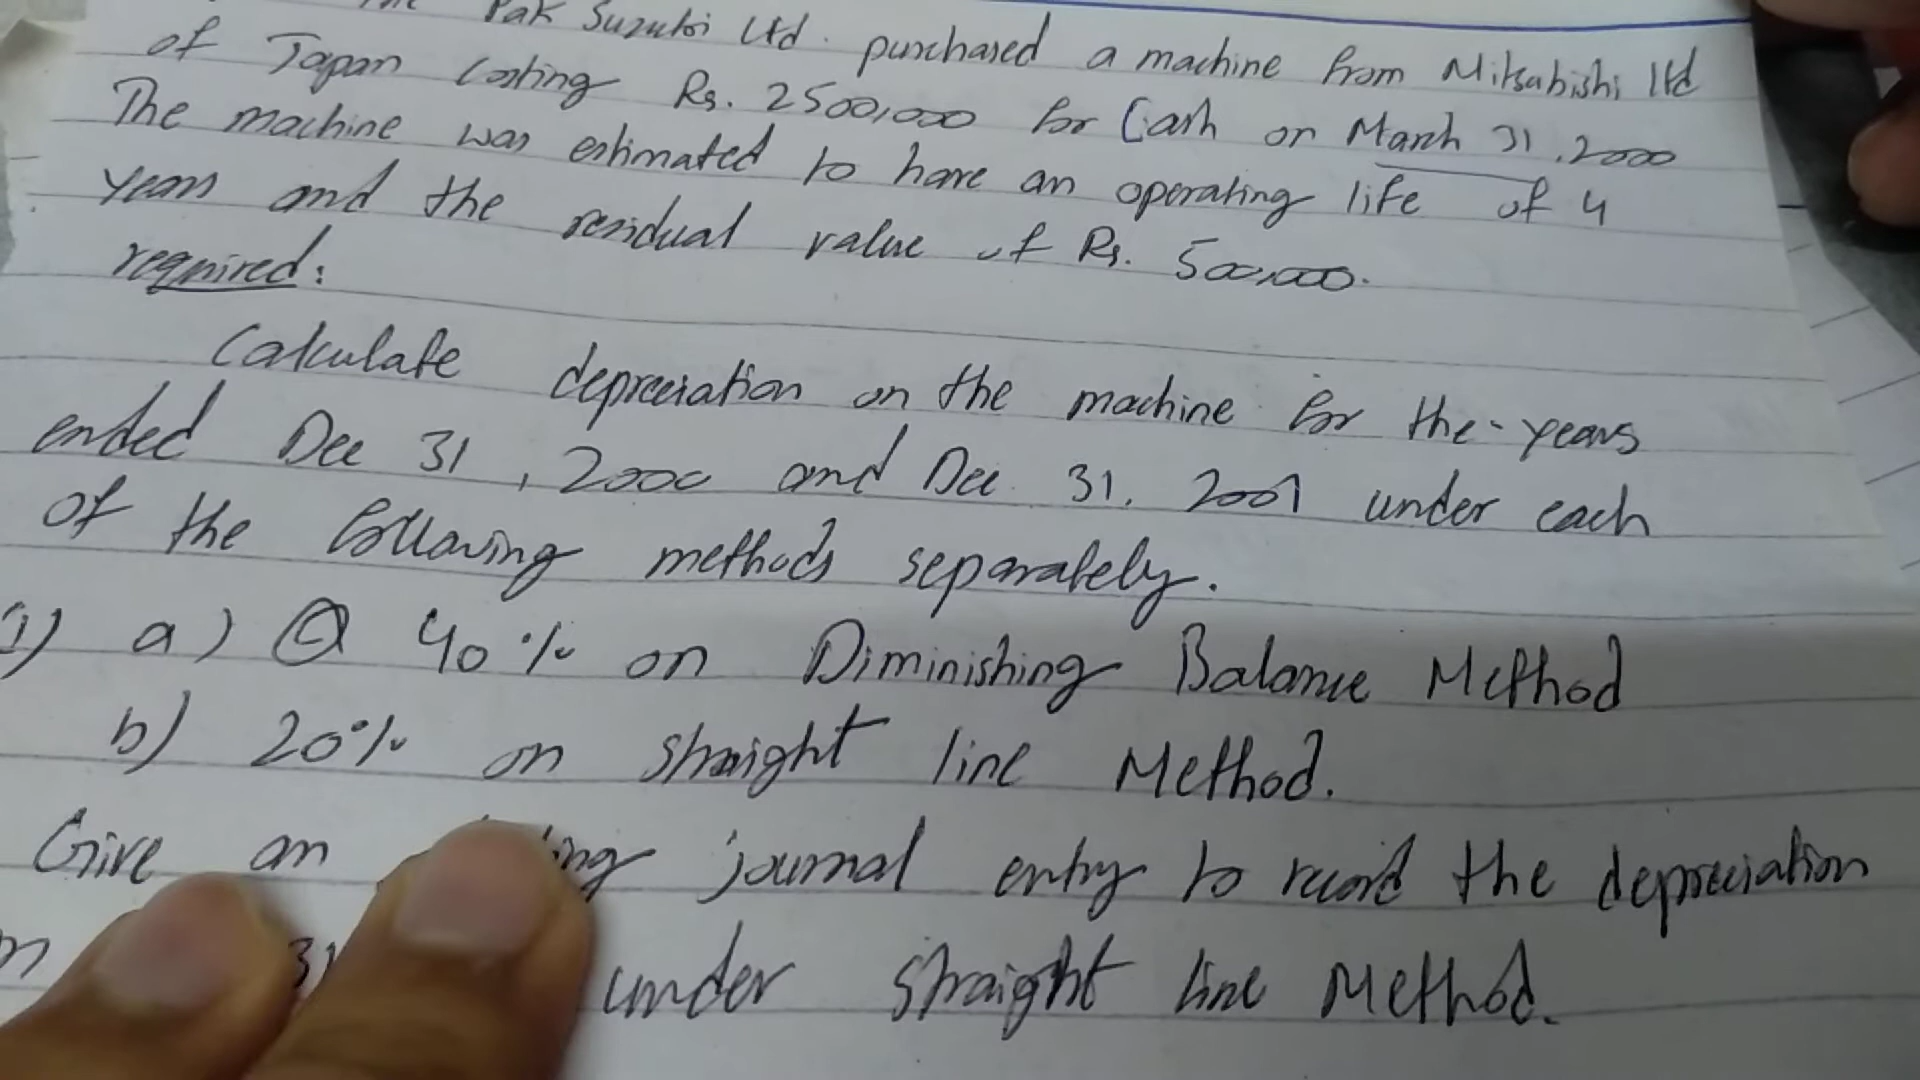 Pak Suzuki Ltd. purchased a machine from Mitsubishi ltd
of Japan Costing Rs. 2500,000 for Cash on March 31, 2000
The machine was estimated to have an operating life of 4
years and the residual value of Rs. 500,000.
required:
Calculate depreciation on the machine for the years
ended Dec 31, 2000 and Dec. 31, 2001 under each
of the following methods separately.
1) a) @ 40% on Diminishing Balance Method
b) 20% on straight line Method.
Give an journal entry to record the depreciation
31 under straight line Method.